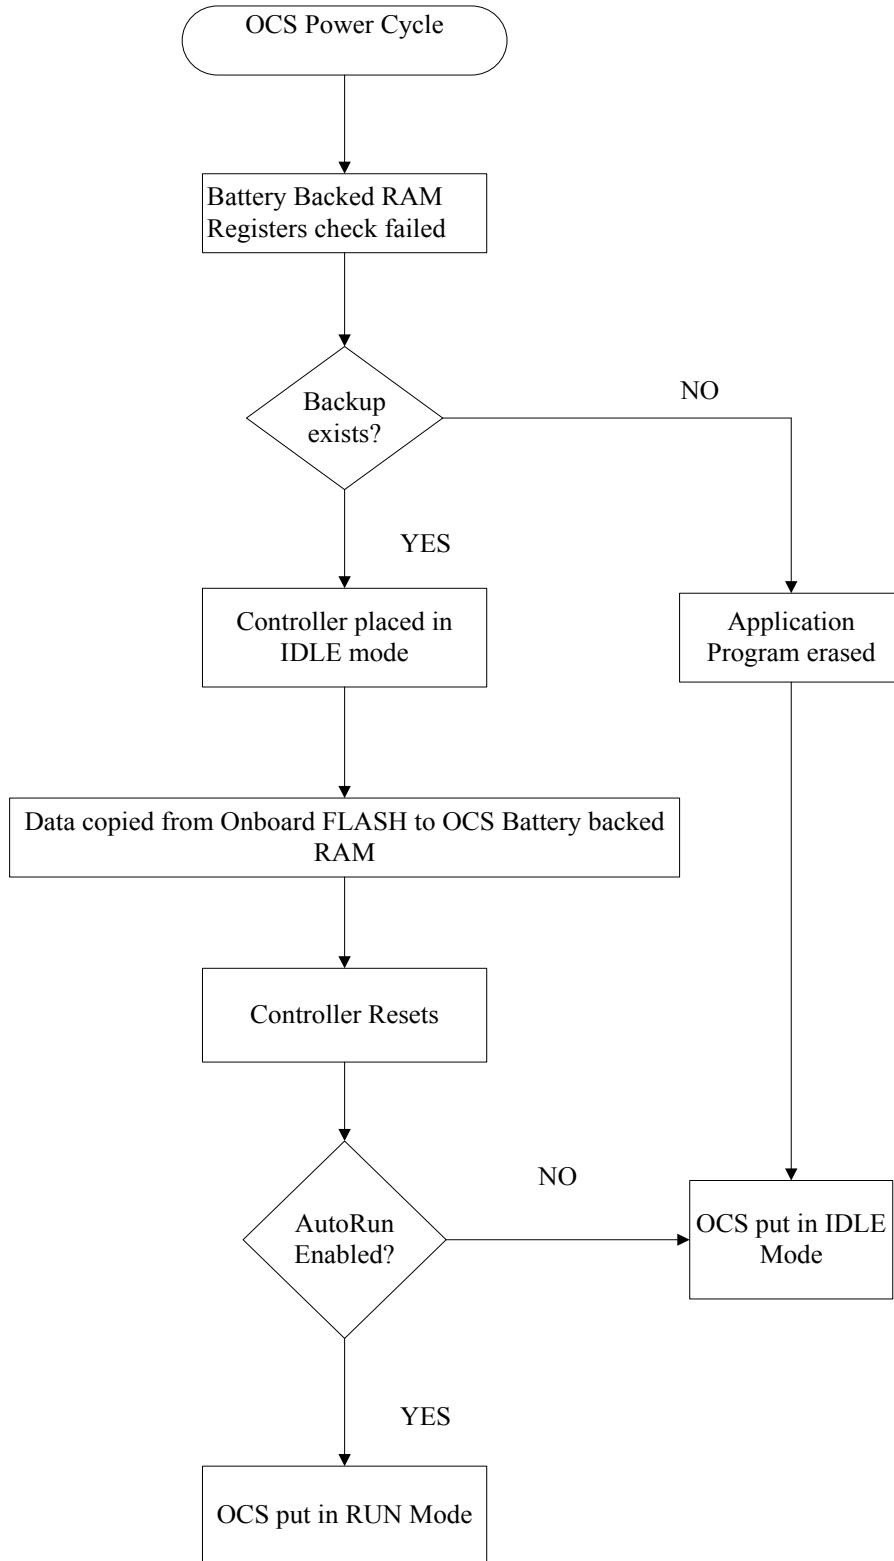 OCS Power Cycle
Battery Backed RAM
Registers check failed
Backup
exists?
NO
YES
Controller placed in
IDLE mode
Application
Program erased
Data copied from Onboard FLASH to OCS Battery backed
RAM
Controller Resets
AutoRun
Enabled?
NO
OCS put in IDLE
Mode
YES
OCS put in RUN Mode